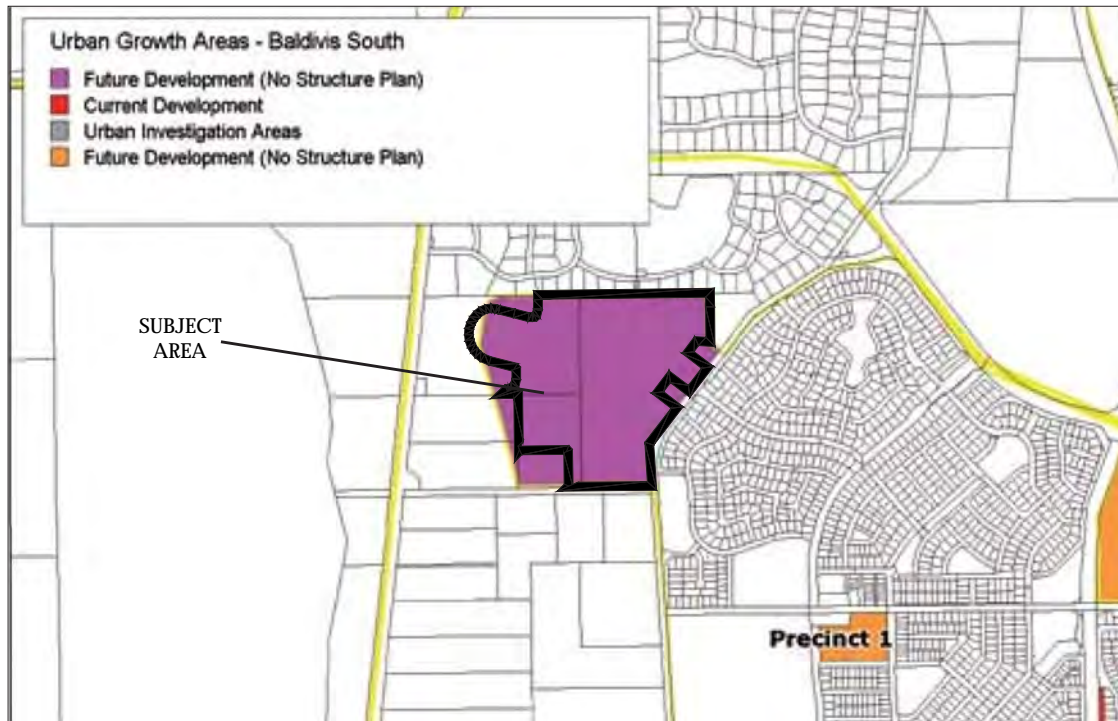 Urban Growth Areas - Baldivis South
Future Development (No Structure Plan)
Current Development
Urban Investigation Areas
Future Development (No Structure Plan)
SUBJECT
AREA
Precinct 1